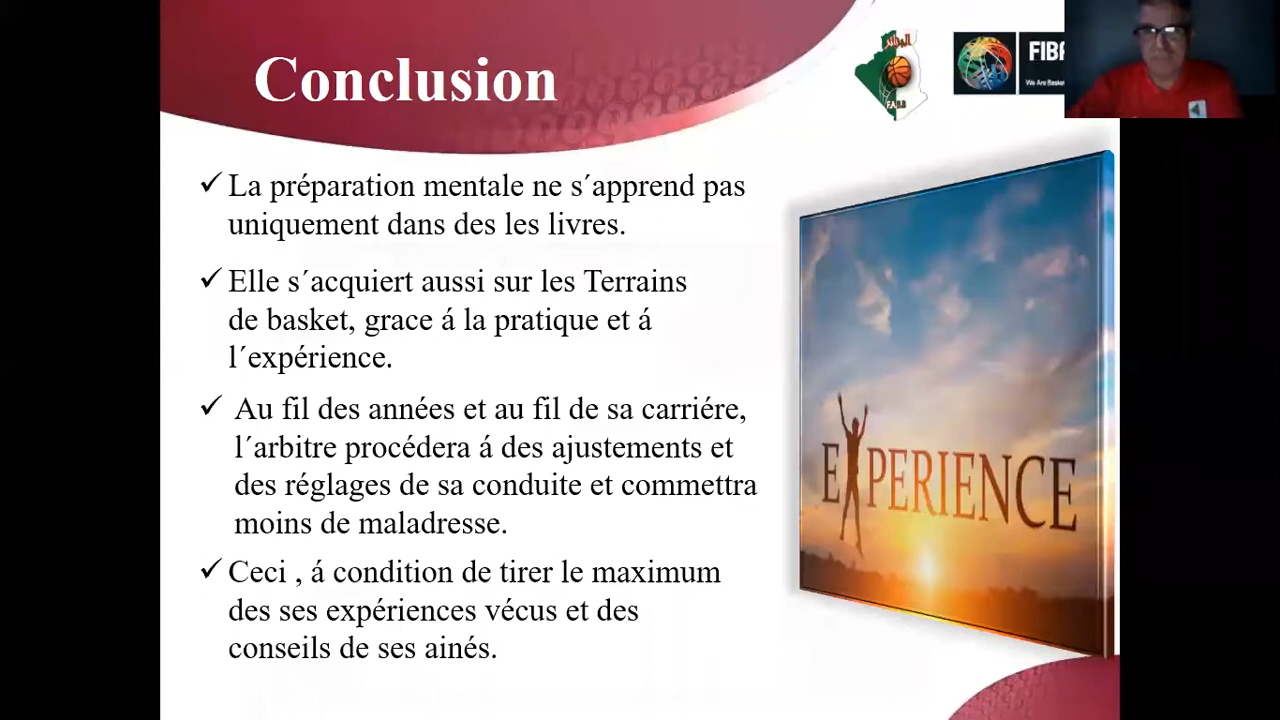 Conclusion
الجزائر
F.A.B.B
FIBA
We Are Basket
✓ La préparation mentale ne s´apprend pas
uniquement dans des les livres.
✓ Elle s´acquiert aussi sur les Terrains
de basket, grace á la pratique et á
l´expérience.
✓ Au fil des années et au fil de sa carriére,
l´arbitre procédera á des ajustements et
des réglages de sa conduite et commettra
moins de maladresse.
✓ Ceci , á condition de tirer le maximum
des ses expériences vécus et des
conseils de ses ainés.
EXPERIENCE